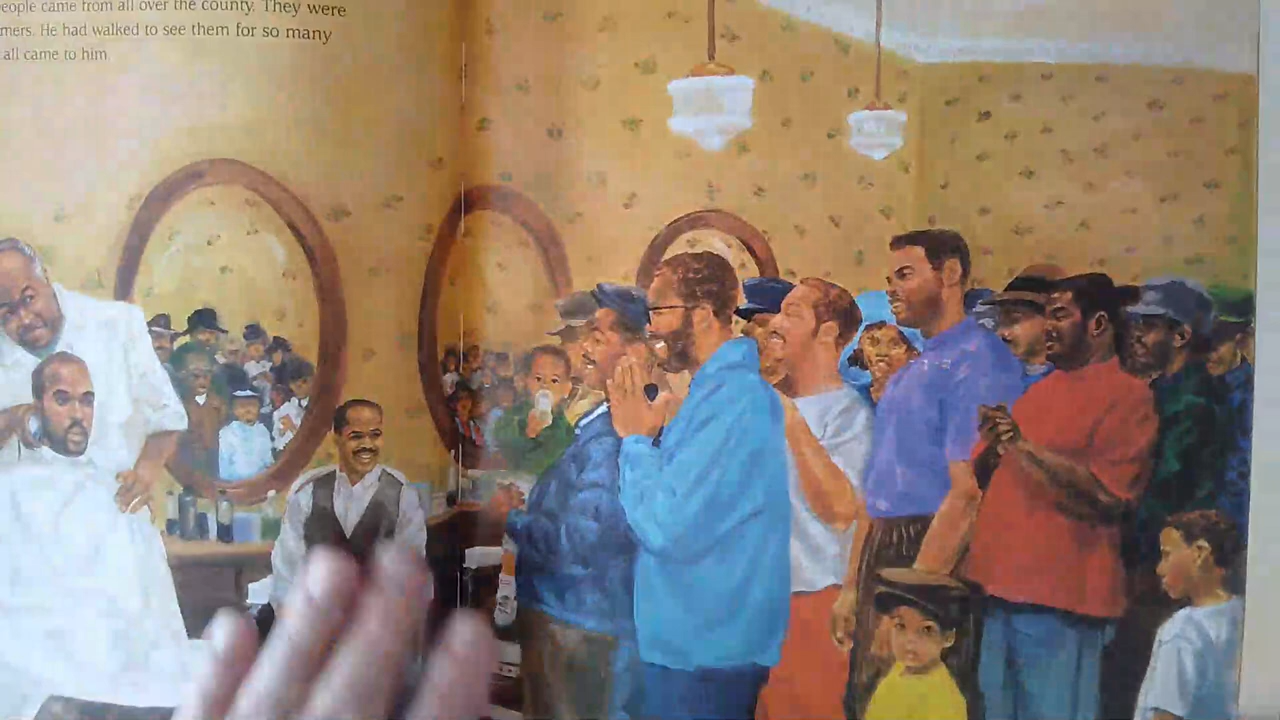 eople came from all over the county. They were
mers. He had walked to see them for so many
all came to him